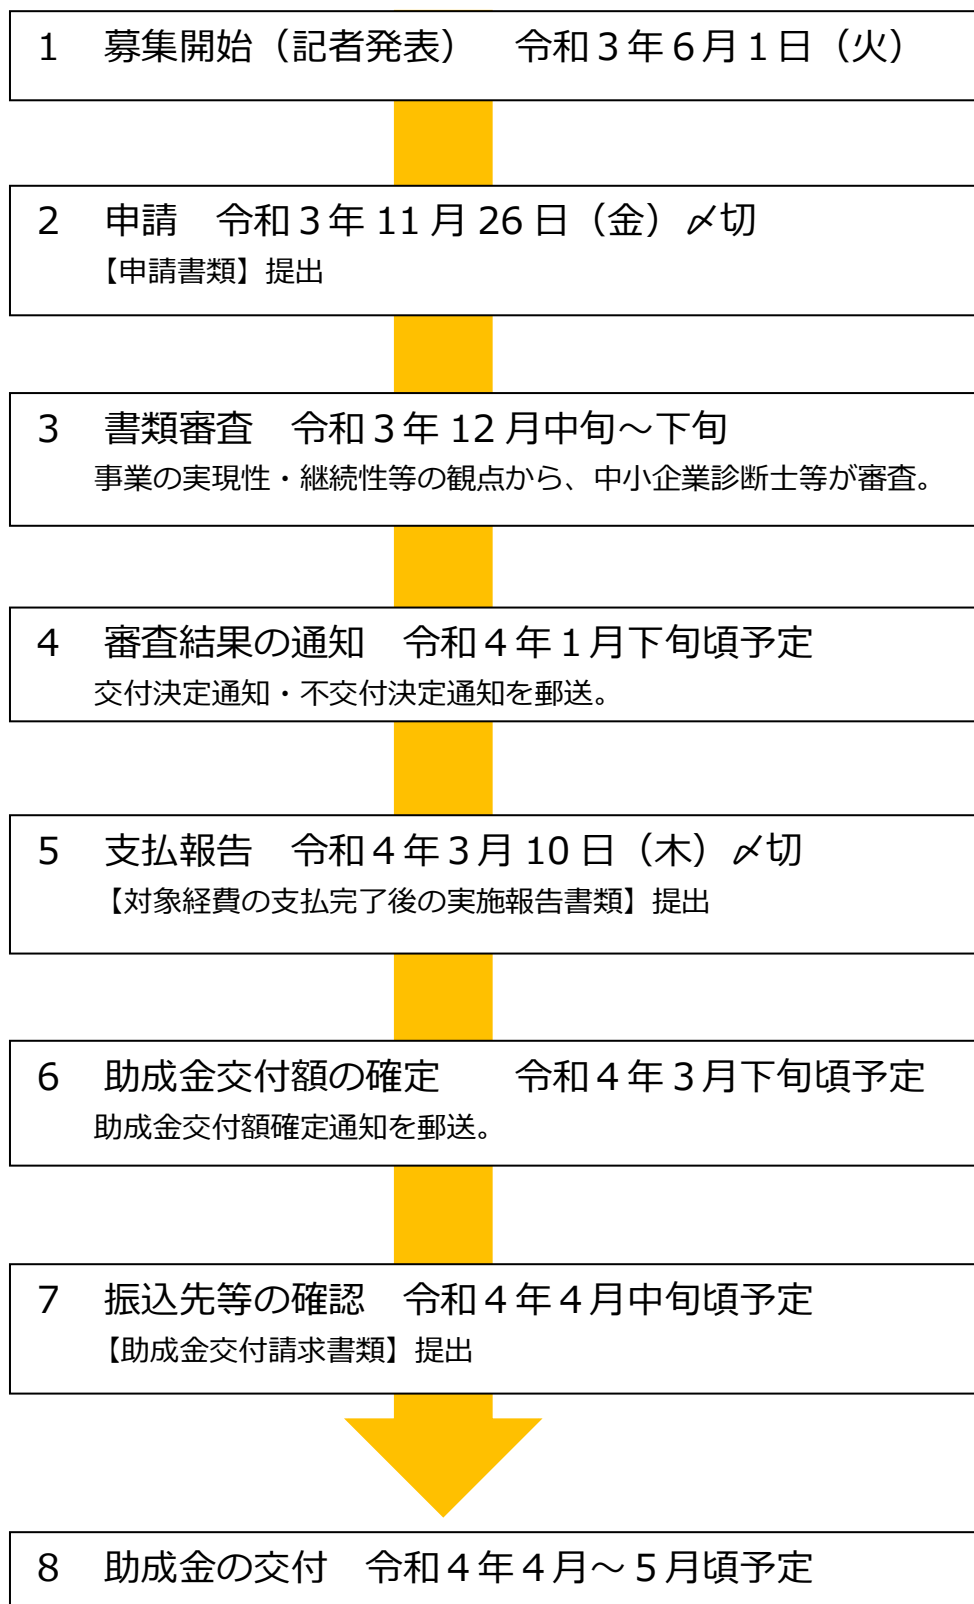 1　募集開始（記者発表）　令和３年６月１日（火）
2　申請　令和３年 11 月 26 日（金）〆切
【申請書類】提出
3　書類審査　令和３年 12 月中旬～下旬
事業の実現性・継続性等の観点から、中小企業診断士等が審査。
4　審査結果の通知　令和４年１月下旬頃予定
交付決定通知・不交付決定通知を郵送。
5　支払報告　令和４年３月 10 日（木）〆切
【対象経費の支払完了後の実施報告書類】提出
6　助成金交付額の確定　　令和４年３月下旬頃予定
助成金交付額確定通知を郵送。
7　振込先等の確認　令和４年４月中旬頃予定
【助成金交付請求書類】提出
8　助成金の交付　令和４年４月～５月頃予定